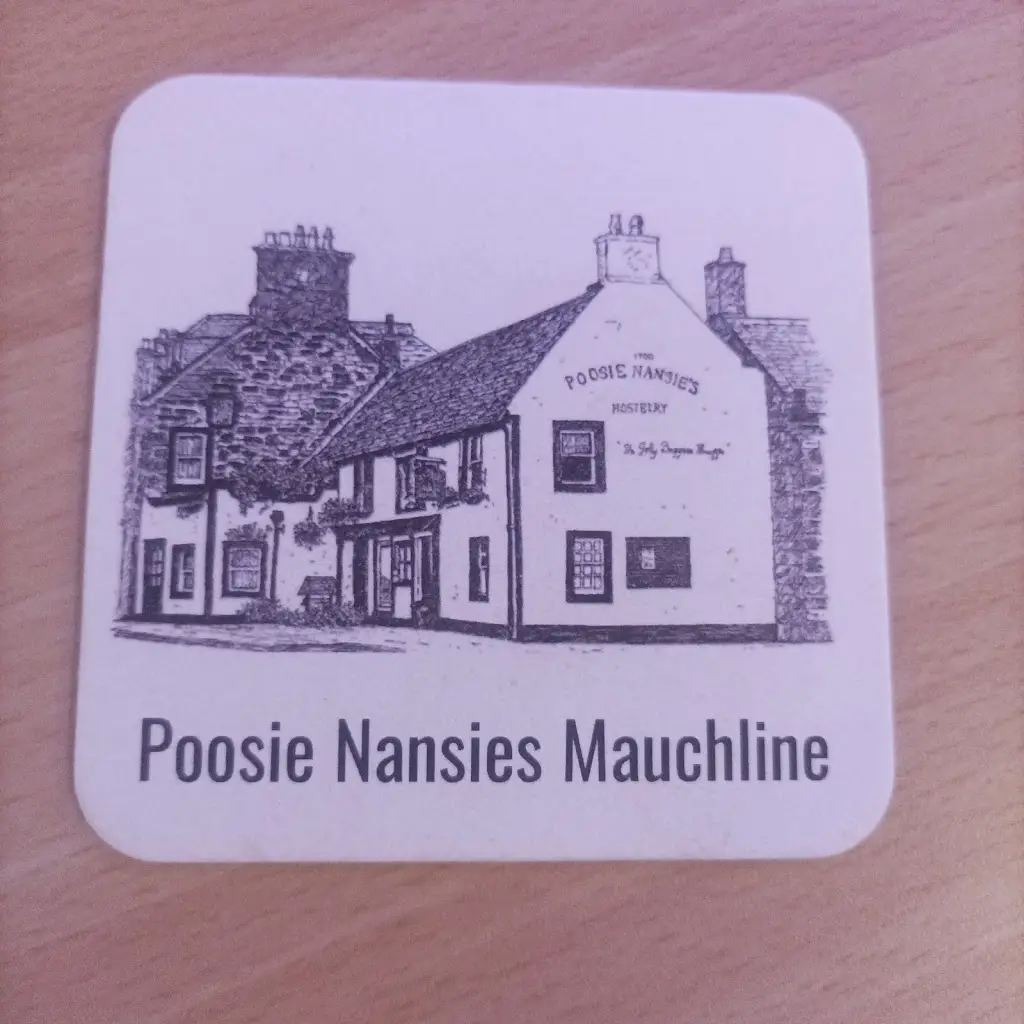 1700
POOSIE NANSIE'S
HOSTELRY
Poosie Nansies Mauchline